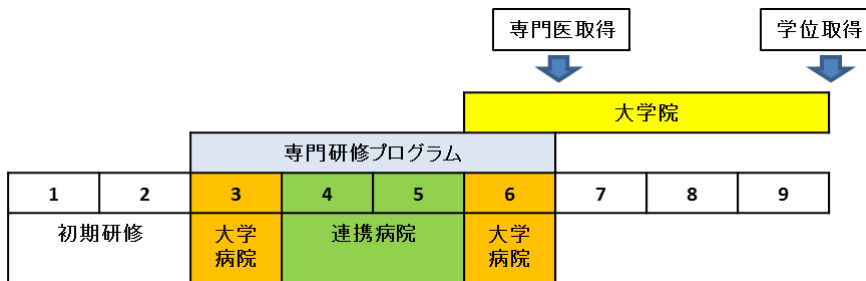 専門医取得 学位取得
大学院
専門研修プログラム
1 2 3 4 5 6 7 8 9
初期研修 大学 連携病院 大学
病院 病院